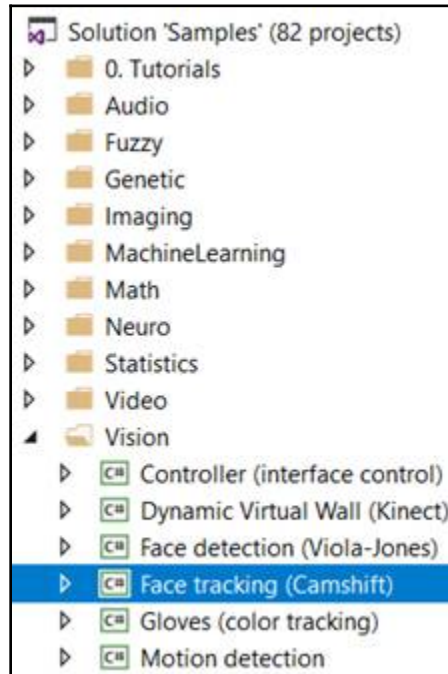 Solution 'Samples' (82 projects)
0. Tutorials
Audio
Fuzzy
Genetic
Imaging
MachineLearning
Math
Neuro
Statistics
Video
Vision
C# Controller (interface control)
C# Dynamic Virtual Wall (Kinect)
C# Face detection (Viola-Jones)
C# Face tracking (Camshift)
C# Gloves (color tracking)
C# Motion detection